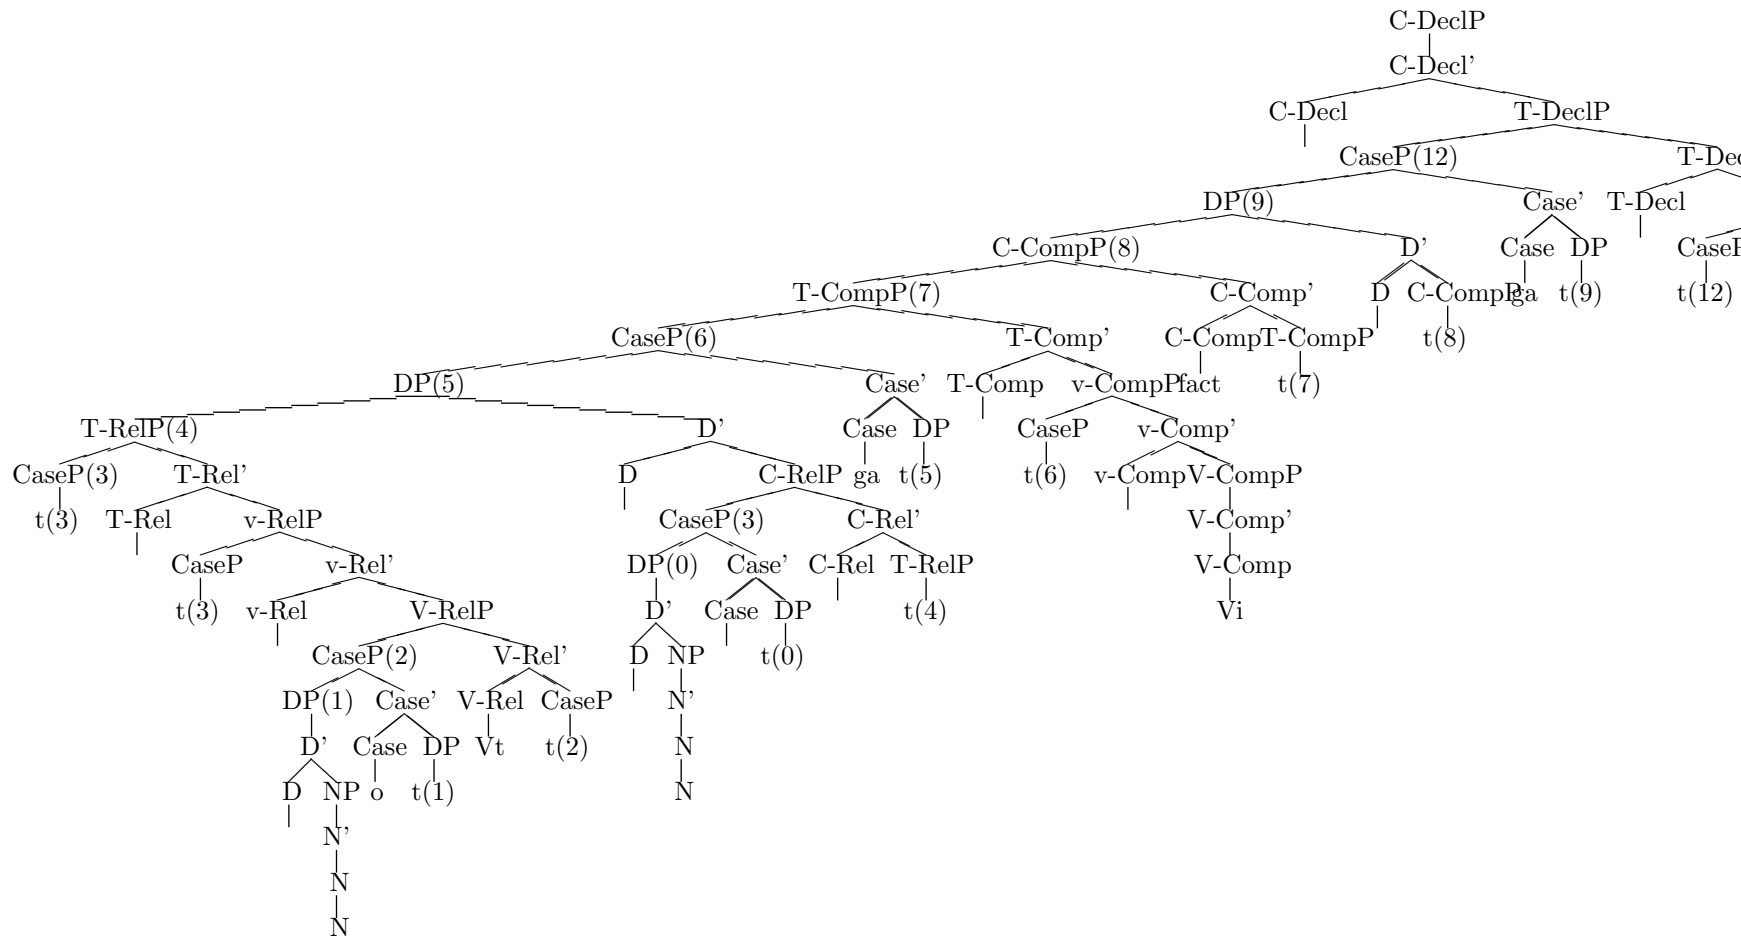 C-DeclP
C-Decl'
C-Decl T-DeclP
CaseP(12) T-Dec
DP(9) Case' T-Decl
C-CompP(8) D' Case DP CaseP
T-CompP(7) C-Comp' D C-CompP ga t(9) t(12)
CaseP(6) T-Comp' C-Comp T-CompP t(8)
DP(5) Case' T-Comp v-CompP fact t(7)
T-RelP(4) D' Case DP CaseP v-Comp'
CaseP(3) T-Rel' D C-RelP ga t(5) t(6) v-Comp V-CompP
t(3) T-Rel v-RelP CaseP(3) C-Rel' V-Comp'
CaseP v-Rel' DP(0) Case' C-Rel T-RelP V-Comp
t(3) v-Rel V-RelP D' Case DP t(4) Vi
CaseP(2) V-Rel' D NP t(0)
DP(1) Case' V-Rel CaseP N'
D' Case DP Vt t(2) N
D NP o t(1) N
N'
N
N